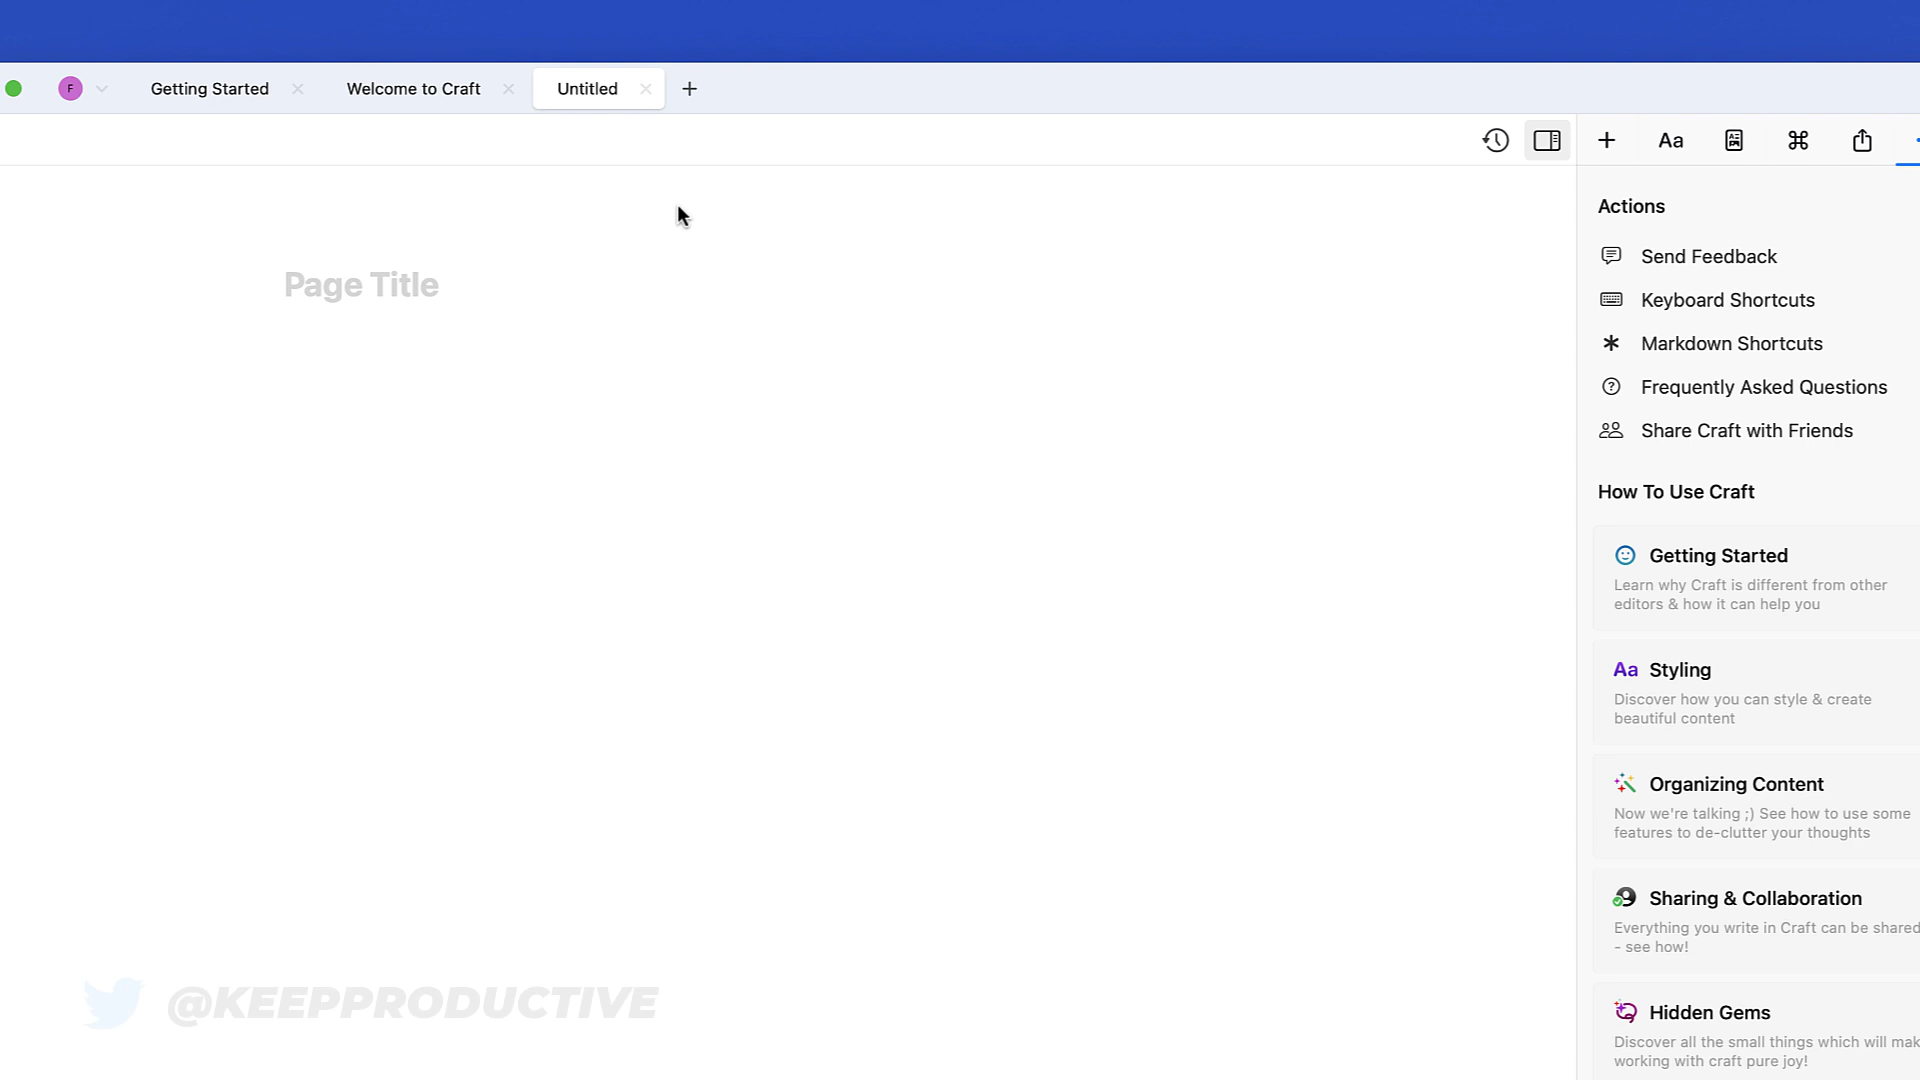 F
Getting Started
Welcome to Craft
Untitled
Aa
Page Title
Actions
Send Feedback
Keyboard Shortcuts
Markdown Shortcuts
Frequently Asked Questions
Share Craft with Friends
How To Use Craft
Getting Started
Learn why Craft is different from other
editors & how it can help you
Aa Styling
Discover how you can style & create
beautiful content
Organizing Content
Now we're talking ;) See how to use some
features to de-clutter your thoughts
Sharing & Collaboration
Everything you write in Craft can be shared
- see how!
Hidden Gems
Discover all the small things which will mak
working with craft pure joy!
@KEEPPRODUCTIVE